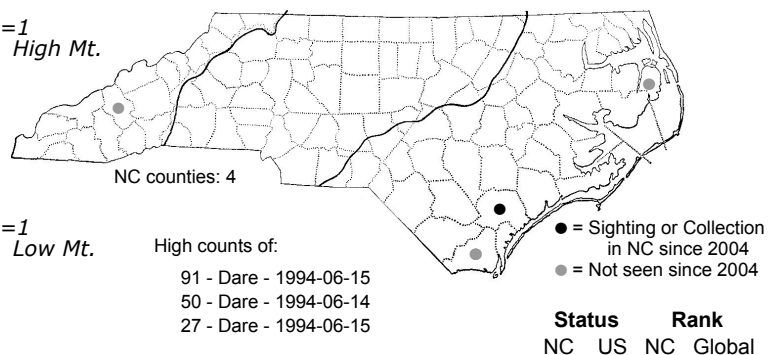 =1
High Mt.
NC counties: 4
=1
Low Mt.
High counts of:
91 - Dare - 1994-06-15
50 - Dare - 1994-06-14
27 - Dare - 1994-06-15
● = Sighting or Collection
in NC since 2004
● = Not seen since 2004
Status Rank
NC US NC Global